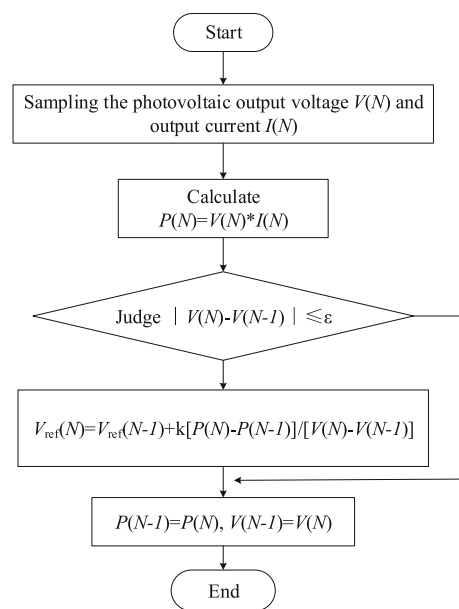 Start
Sampling the photovoltaic output voltage V(N) and
output current I(N)
Calculate
P(N)=V(N)*I(N)
Judge | V(N)-V(N-1) | ≤ε
Vref(N)=Vref(N-1)+k[P(N)-P(N-1)]/[V(N)-V(N-1)]
P(N-1)=P(N), V(N-1)=V(N)
End